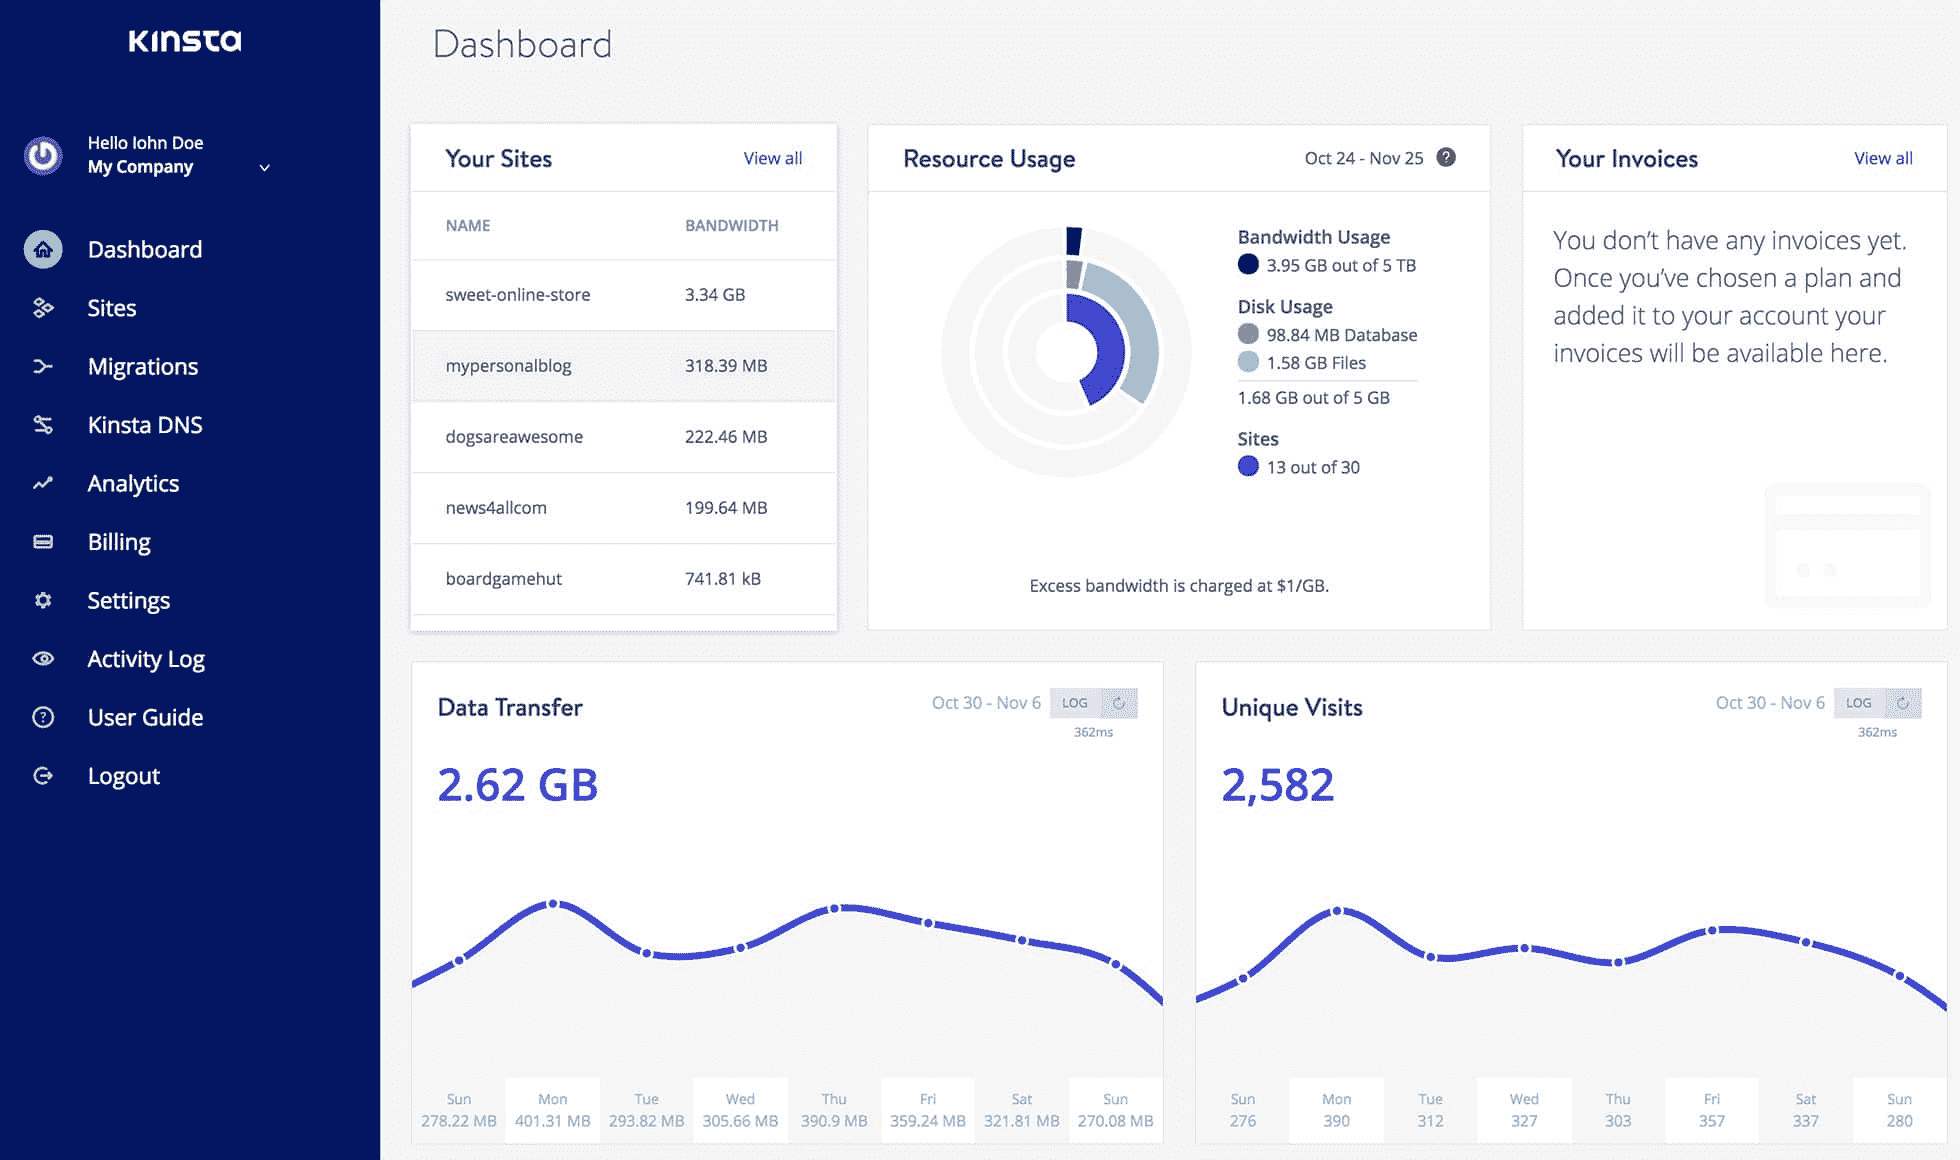 Kinsta
Hello Iohn Doe
My Company
Dashboard
Sites
Migrations
Kinsta DNS
Analytics
Billing
Settings
Activity Log
User Guide
Logout
Dashboard
Your Sites View all
NAME BANDWIDTH
sweet-online-store 3.34 GB
mypersonalblog 318.39 MB
dogsareawesome 222.46 MB
news4allcom 199.64 MB
boardgamehut 741.81 kB
Resource Usage Oct 24 - Nov 25 ?
Bandwidth Usage
3.95 GB out of 5 TB
Disk Usage
98.84 MB Database
1.58 GB Files
1.68 GB out of 5 GB
Sites
13 out of 30
Excess bandwidth is charged at $1/GB.
Your Invoices View all
You don’t have any invoices yet.
Once you’ve chosen a plan and
added it to your account your
invoices will be available here.
Data Transfer Oct 30 - Nov 6 LOG
362ms
2.62 GB
Sun Mon Tue Wed Thu Fri Sat Sun
278.22 MB 401.31 MB 293.82 MB 305.66 MB 390.9 MB 359.24 MB 321.81 MB 270.08 MB
Unique Visits Oct 30 - Nov 6 LOG
362ms
2,582
Sun Mon Tue Wed Thu Fri Sat Sun
276 390 312 327 303 357 337 280